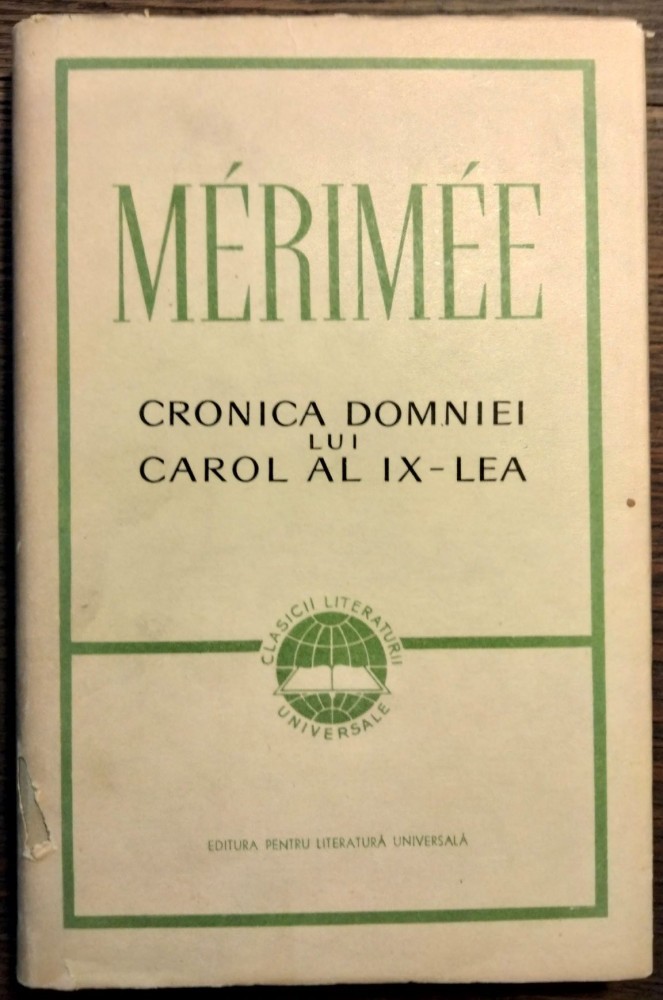 MÉRIMÉE
CRONICA DOMNIEI
LUI
CAROL AL IX-LEA
CLASICII LITERATURII
UNIVERSALE
EDITURA PENTRU LITERATURĂ UNIVERSALĂ